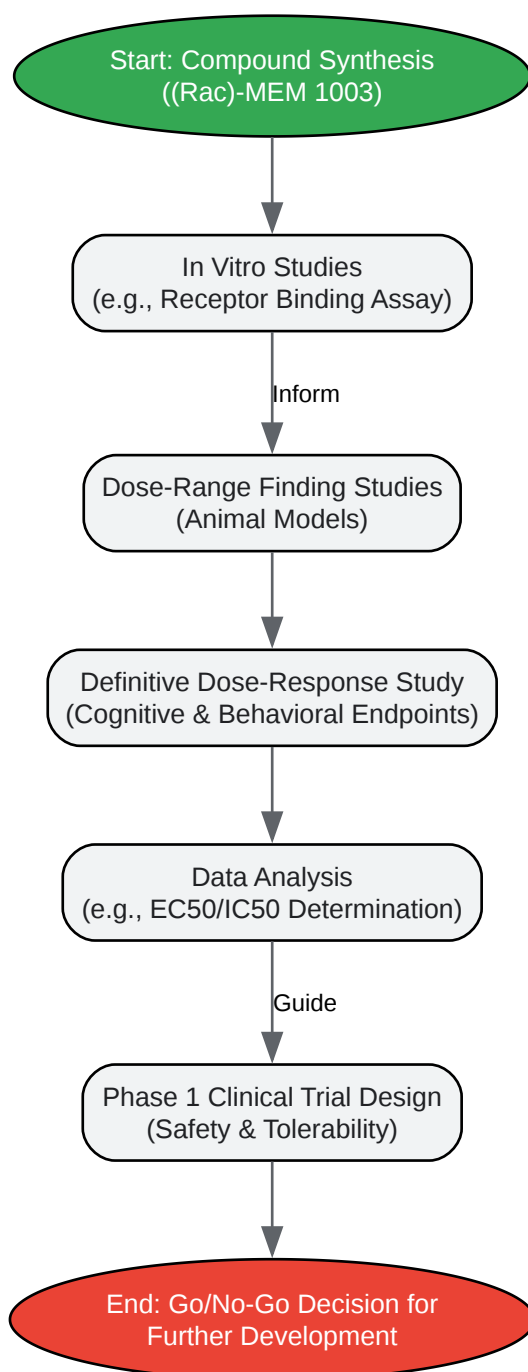 Start: Compound Synthesis
((Rac)-MEM 1003)
In Vitro Studies
(e.g., Receptor Binding Assay)
Inform
Dose-Range Finding Studies
(Animal Models)
Definitive Dose-Response Study
(Cognitive & Behavioral Endpoints)
Data Analysis
(e.g., EC50/IC50 Determination)
Guide
Phase 1 Clinical Trial Design
(Safety & Tolerability)
End: Go/No-Go Decision for
Further Development